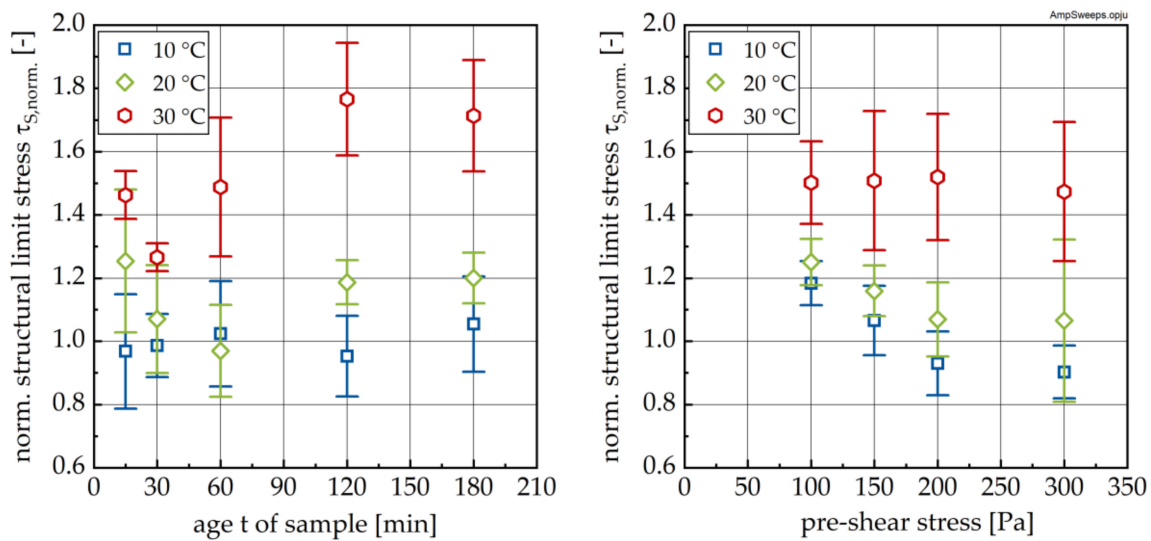 AmpSweeps.opju
norm. structural limit stress τS,norm. [-]
2.0
1.8
1.6
1.4
1.2
1.0
0.8
0.6
10 °C
20 °C
30 °C
0 30 60 90 120 150 180 210
age t of sample [min]
norm. structural limit stress τS,norm. [-]
2.0
1.8
1.6
1.4
1.2
1.0
0.8
0.6
10 °C
20 °C
30 °C
0 50 100 150 200 250 300 350
pre-shear stress [Pa]